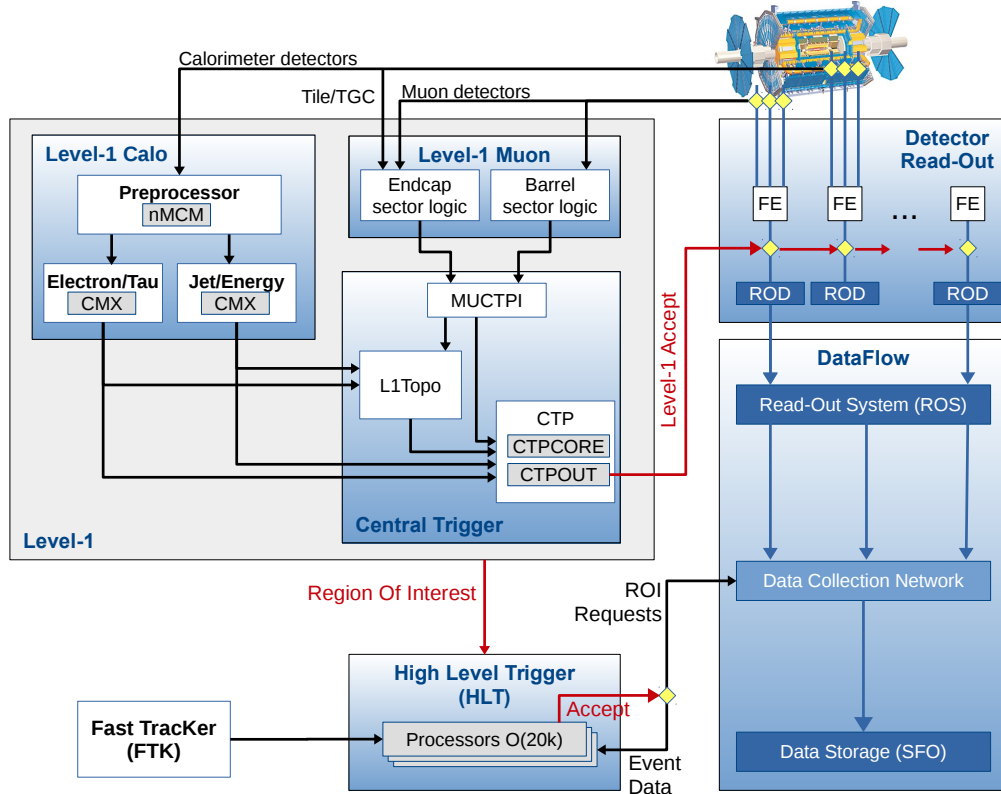 Calorimeter detectors
Tile/TGC
Muon detectors
Level-1 Calo
Preprocessor
nMCM
Electron/Tau
CMX
Jet/Energy
CMX
Level-1 Muon
Endcap
sector logic
Barrel
sector logic
MUCTPI
L1Topo
CTP
CTPCORE
CTPOUT
Central Trigger
Level-1
Level-1 Accept
Detector
Read-Out
FE
FE
...
FE
ROD
ROD
ROD
DataFlow
Read-Out System (ROS)
Data Collection Network
Data Storage (SFO)
Region Of Interest
ROI
Requests
High Level Trigger
(HLT)
Accept
Processors O(20k)
Event
Data
Fast TracKer
(FTK)